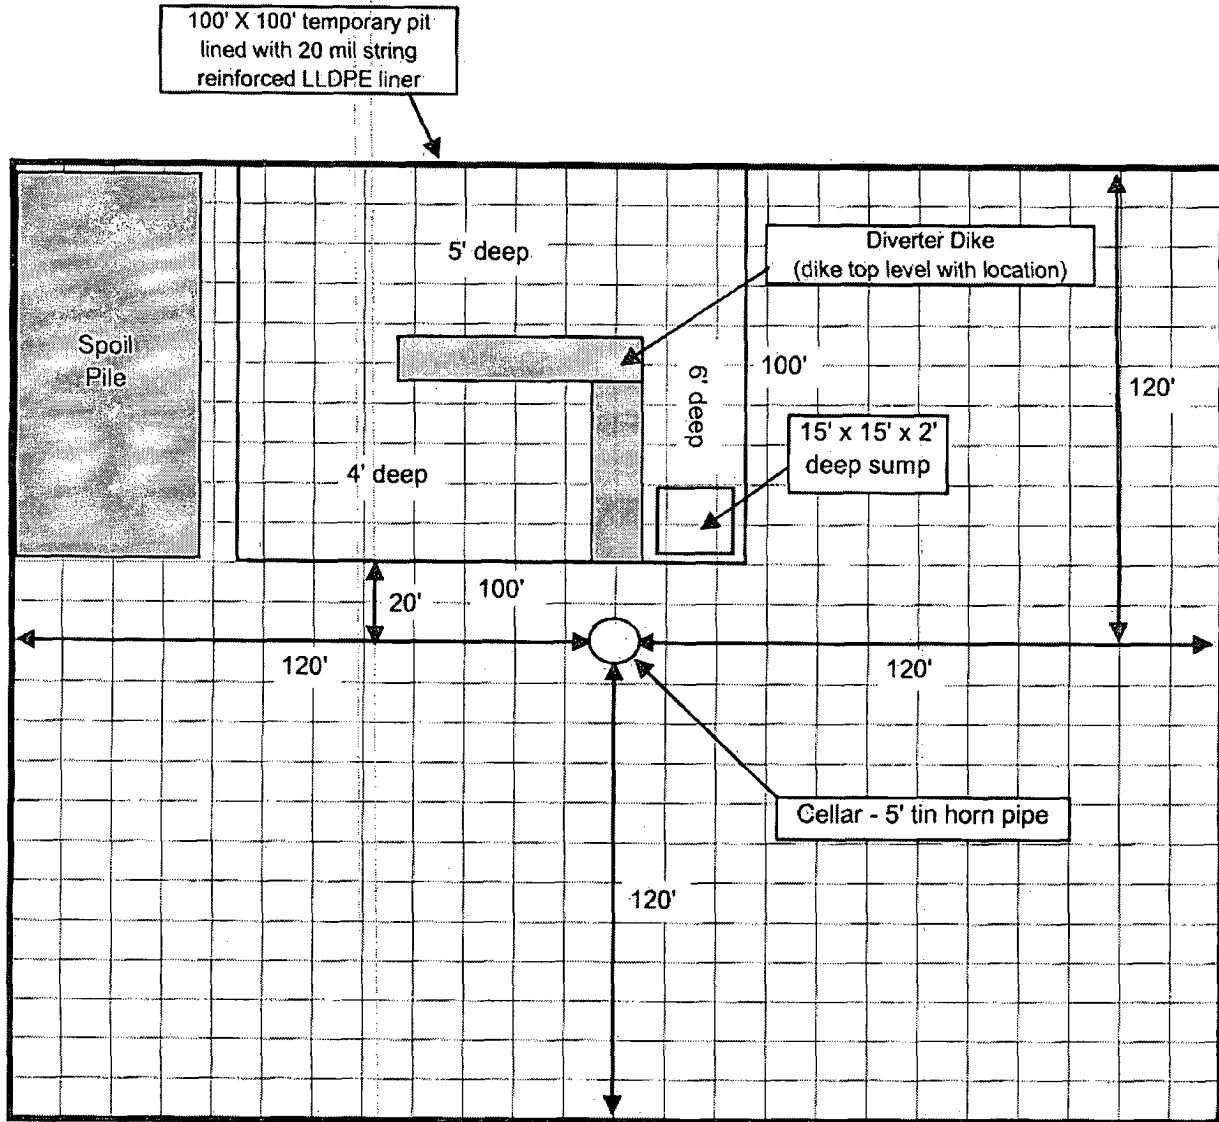 100' X 100' temporary pit
lined with 20 mil string
reinforced LLDPE liner
5' deep
Diverter Dike
(dike top level with location)
Spoil
Pile
6' deep
100'
120'
15' x 15' x 2'
deep sump
4' deep
20'
100'
120'
120'
Cellar - 5' tin horn pipe
120'